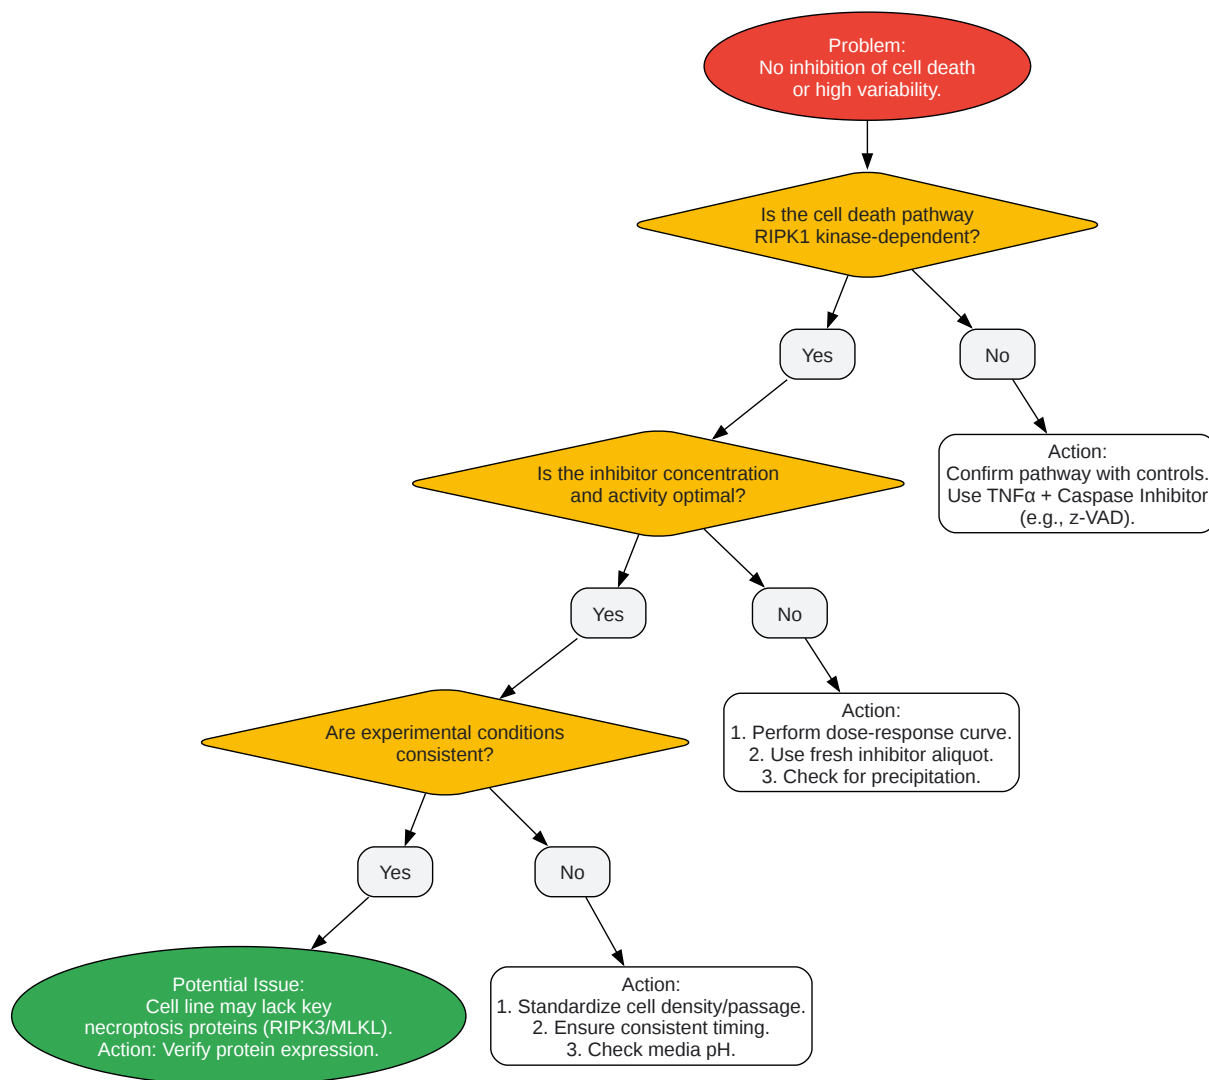 Problem:
No inhibition of cell death
or high variability.
Is the cell death pathway
RIPK1 kinase-dependent?
Yes
No
Action:
Confirm pathway with controls.
Use TNFα + Caspase Inhibitor
(e.g., z-VAD).
Is the inhibitor concentration
and activity optimal?
Yes
No
Action:
1. Perform dose-response curve.
2. Use fresh inhibitor aliquot.
3. Check for precipitation.
Are experimental conditions
consistent?
Yes
No
Potential Issue:
Cell line may lack key
necroptosis proteins (RIPK3/MLKL).
Action: Verify protein expression.
Action:
1. Standardize cell density/passage.
2. Ensure consistent timing.
3. Check media pH.